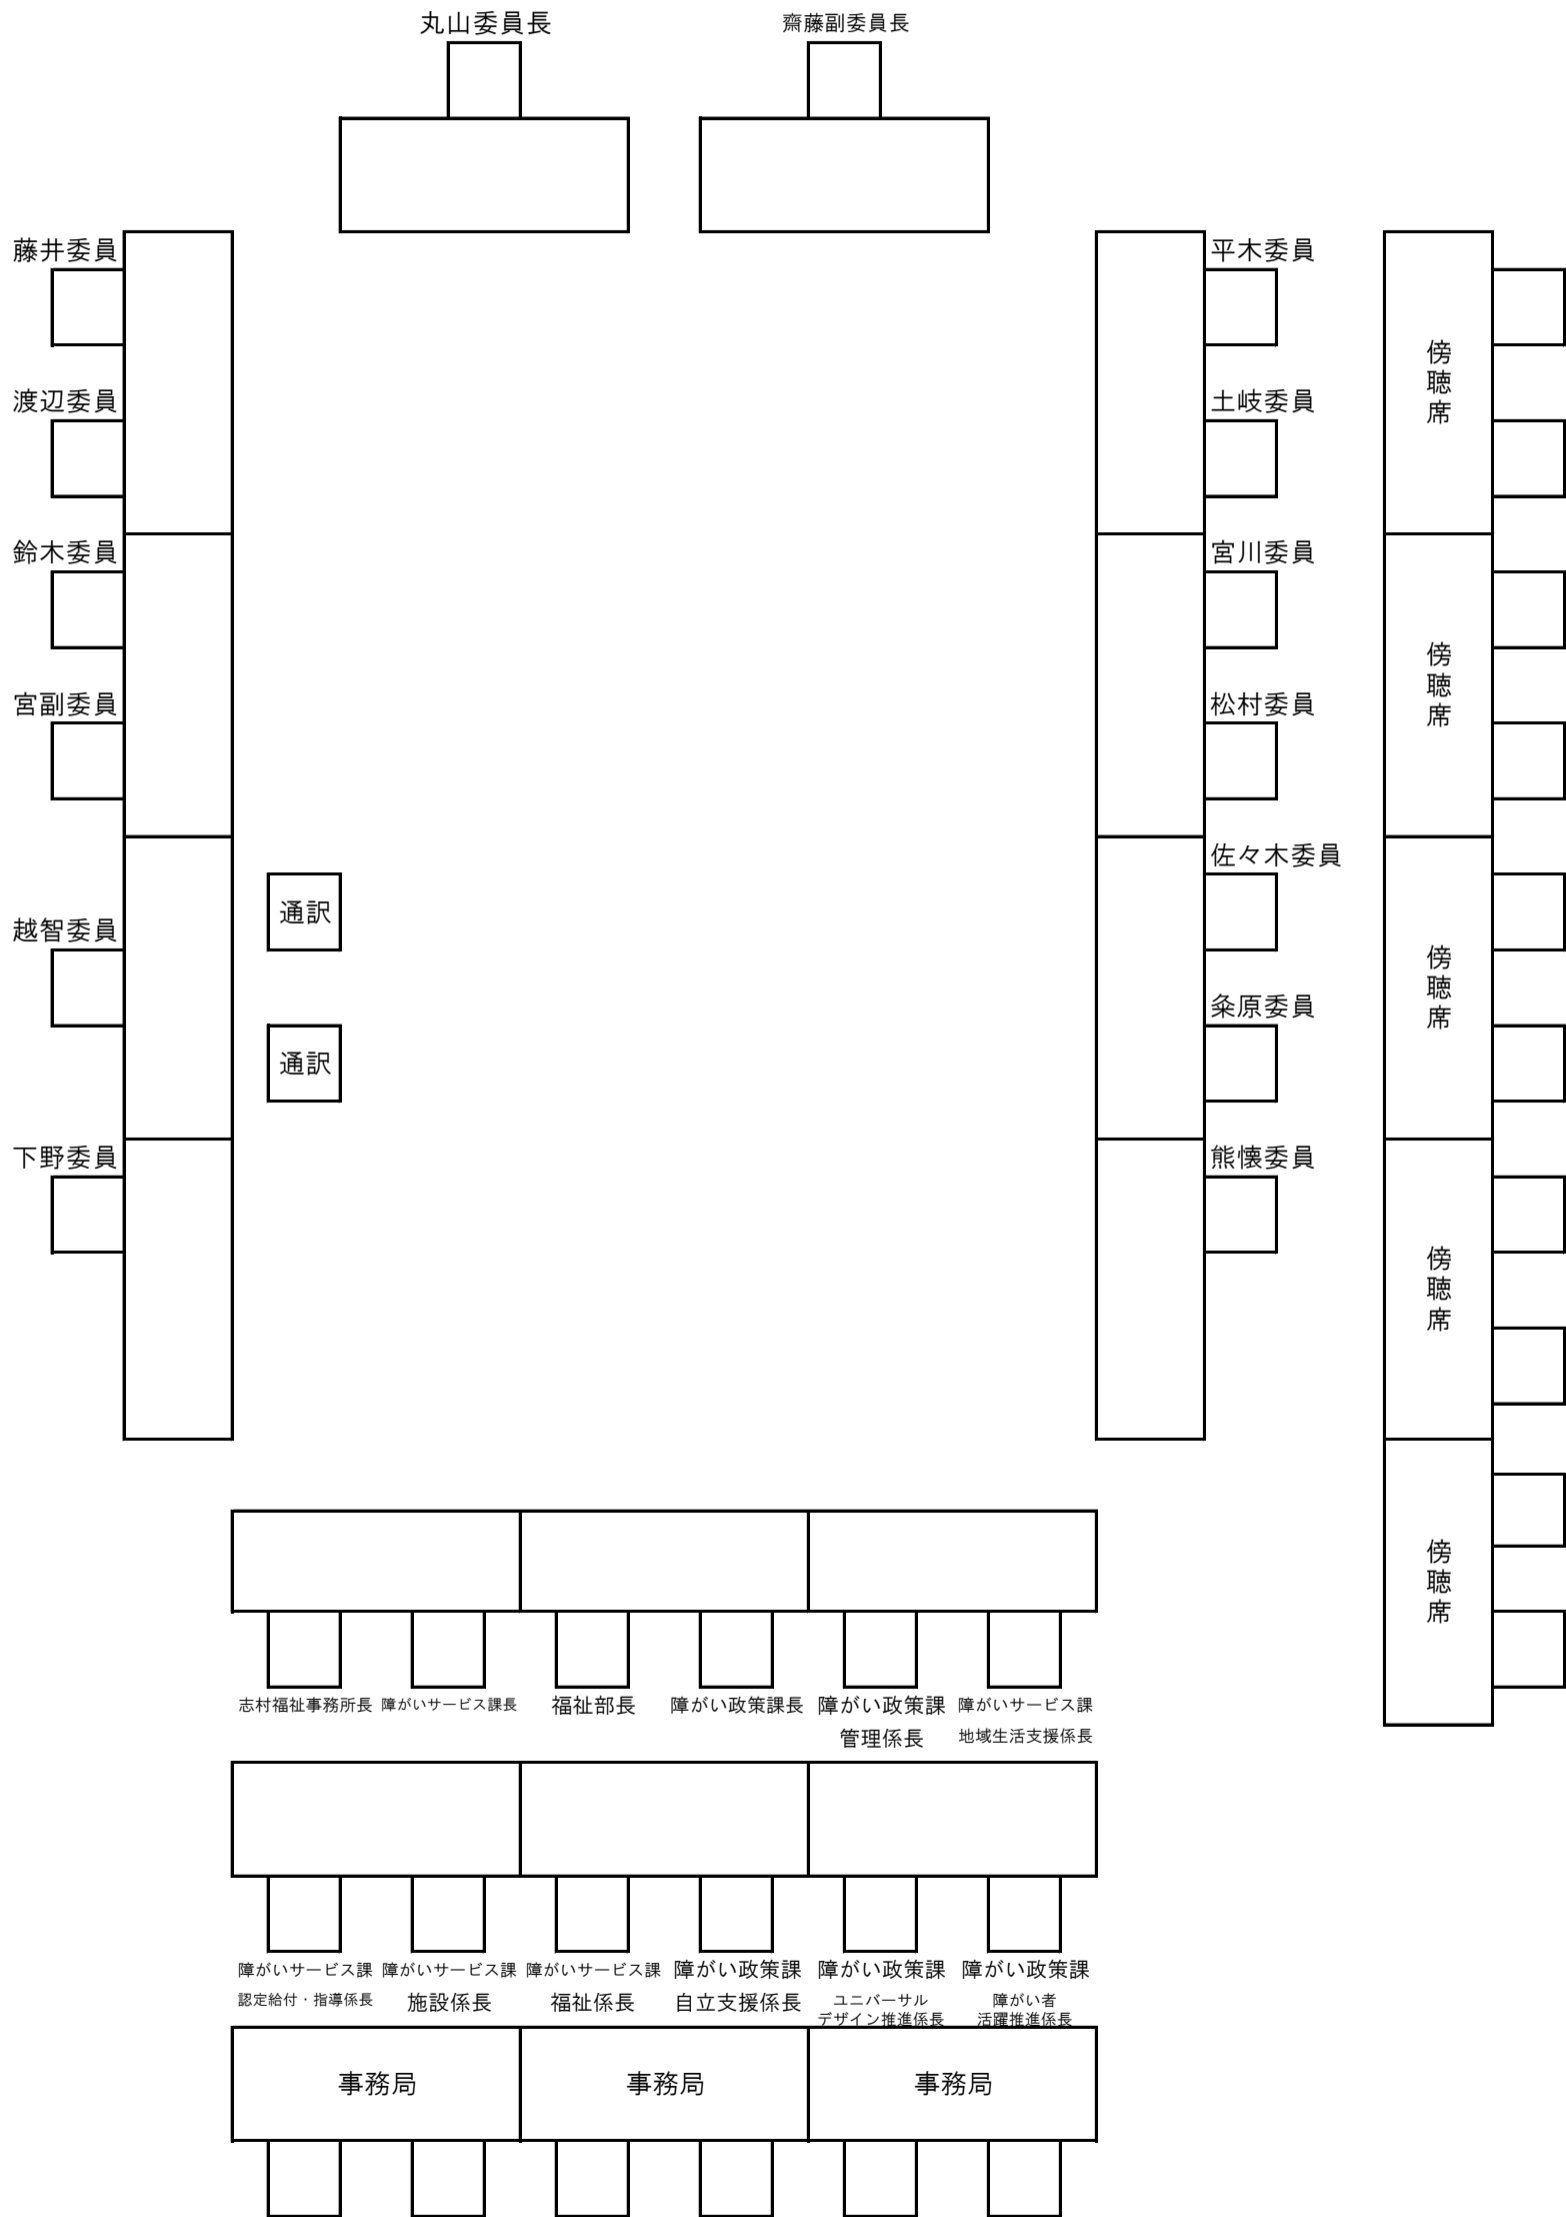 丸山委員長
齋藤副委員長
藤井委員
渡辺委員
鈴木委員
宮副委員
越智委員
下野委員
通訳
通訳
平木委員
土岐委員
宮川委員
松村委員
佐々木委員
粂原委員
熊懐委員
傍聴席
傍聴席
傍聴席
傍聴席
傍聴席
志村福祉事務所長
障がいサービス課長
福祉部長
障がい政策課長
障がい政策課
管理係長
障がいサービス課
地域生活支援係長
障がいサービス課
認定給付・指導係長
障がいサービス課
施設係長
障がいサービス課
福祉係長
障がい政策課
自立支援係長
障がい政策課
ユニバーサル
デザイン推進係長
障がい政策課
障がい者
活躍推進係長
事務局
事務局
事務局